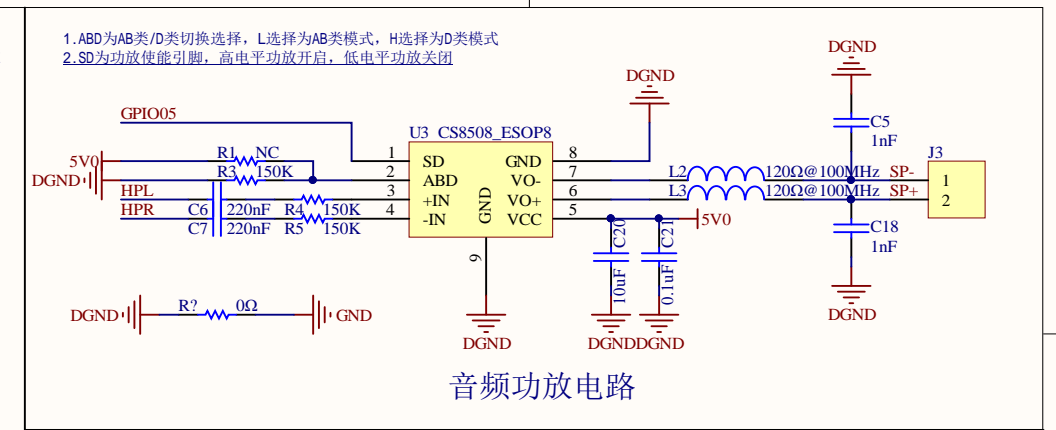 1.ABD为AB类/D类切换选择, L选择为AB类模式, H选择为D类模式
2.SD为功放使能引脚, 高电平功放开启, 低电平功放关闭
DGND
DGND
GPIO05
U3 CS8508_ESOP8
C5
1nF
5V0
R1 NC
1 SD
GND 8
L2 120Ω@100MHz SP-
J3
DGND
R3 150K
2 ABD
VO- 7
L3 120Ω@100MHz SP+
1
HPL
3 +IN
VO+ 6
2
C6 220nF R4 150K
HPR
4 -IN
VCC 5
5V0
C7 220nF R5 150K
GND
9
C20
10uF
C21
0.1uF
C18
1nF
DGND
R? 0Ω
GND
DGND
DGND
DGND
DGND
音频功放电路